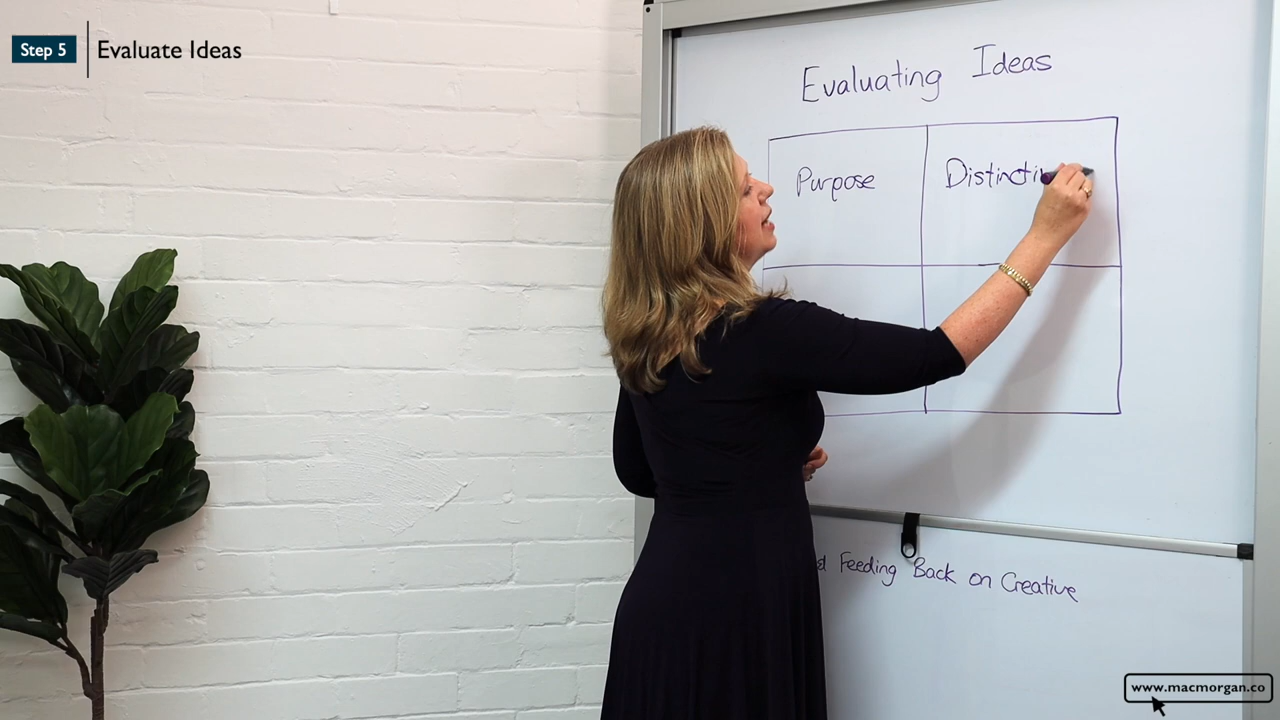 Step 5
Evaluate Ideas
Evaluating Ideas
Purpose
Feeding Back on Creative
www.macmorgan.co